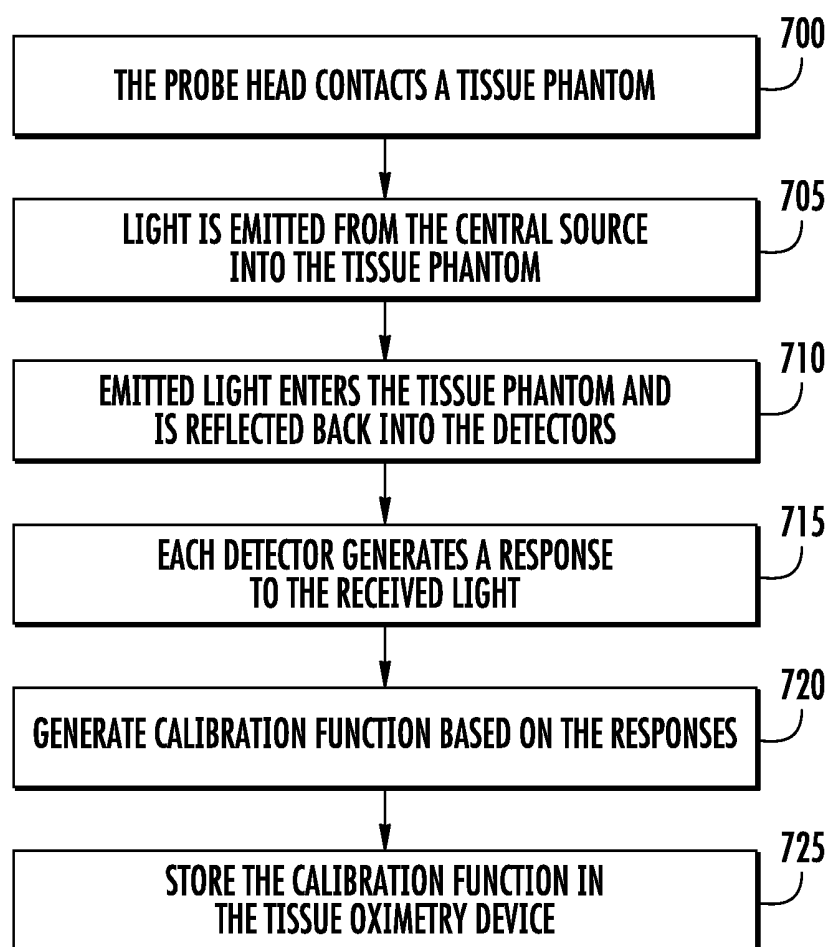 700
THE PROBE HEAD CONTACTS A TISSUE PHANTOM
705
LIGHT IS EMITTED FROM THE CENTRAL SOURCE
INTO THE TISSUE PHANTOM
710
EMITTED LIGHT ENTERS THE TISSUE PHANTOM AND
IS REFLECTED BACK INTO THE DETECTORS
715
EACH DETECTOR GENERATES A RESPONSE
TO THE RECEIVED LIGHT
720
GENERATE CALIBRATION FUNCTION BASED ON THE RESPONSES
725
STORE THE CALIBRATION FUNCTION IN
THE TISSUE OXIMETRY DEVICE